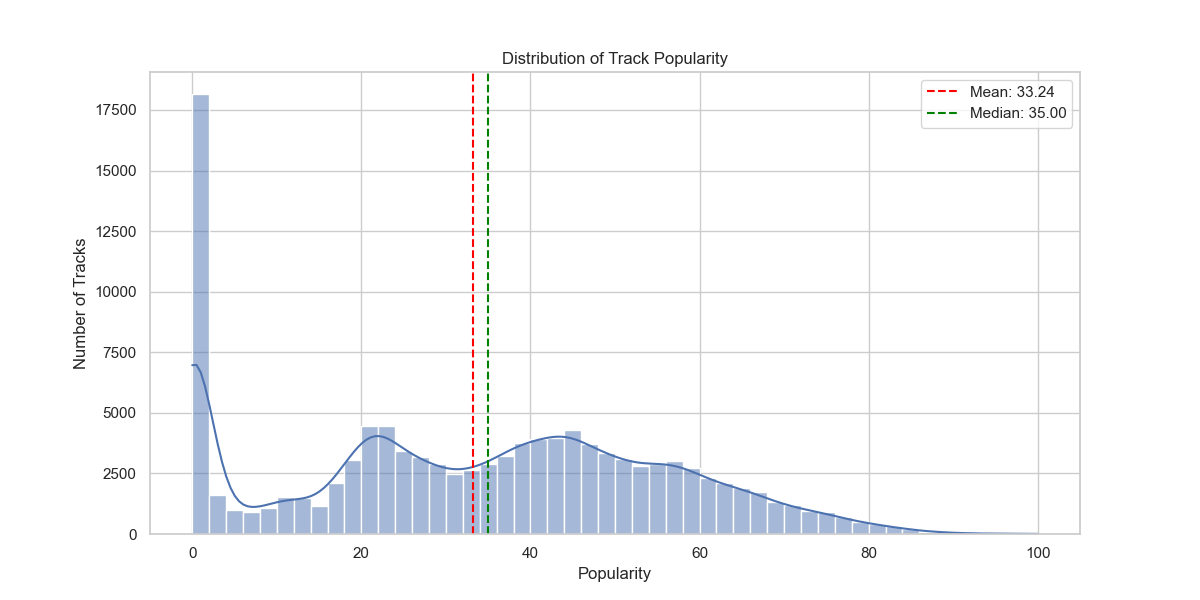 Distribution of Track Popularity
Mean: 33.24
Median: 35.00
Number of Tracks
17500
15000
12500
10000
7500
5000
2500
0
0 20 40 60 80 100
Popularity